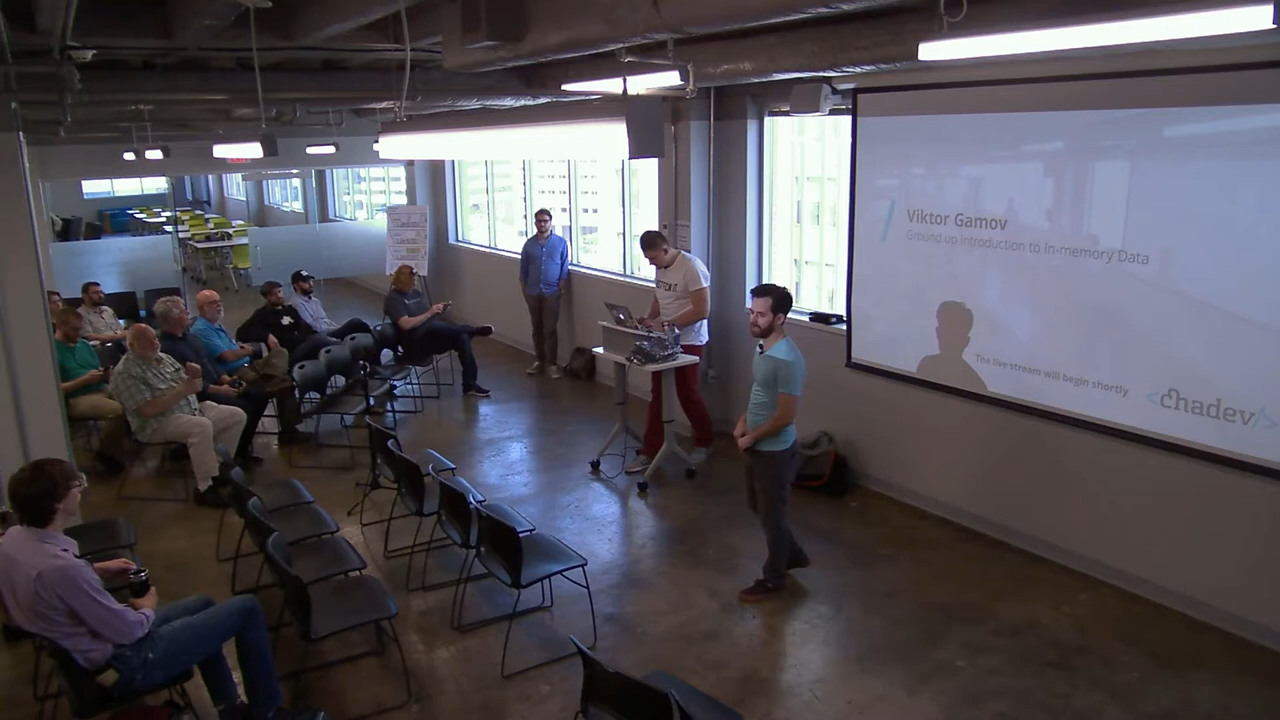 Viktor Gamov
Ground up Introduction to In-memory Data
The live stream will begin shortly
<chadev/>